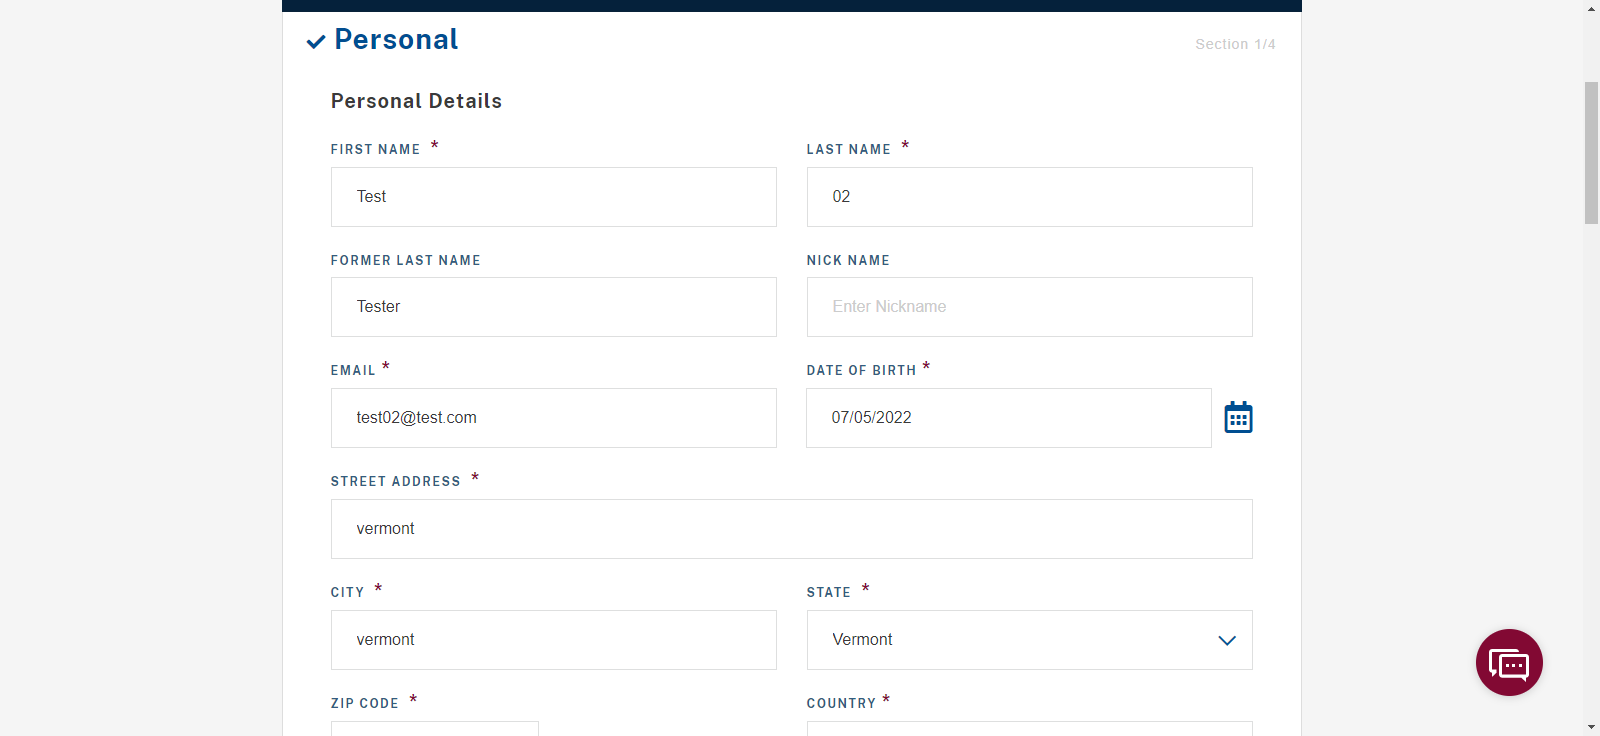 Personal
Section 1/4
Personal Details
FIRST NAME *
LAST NAME *
Test
02
FORMER LAST NAME
NICK NAME
Tester
Enter Nickname
EMAIL *
DATE OF BIRTH *
test02@test.com
07/05/2022
STREET ADDRESS *
vermont
CITY *
STATE *
vermont
Vermont
ZIP CODE *
COUNTRY *